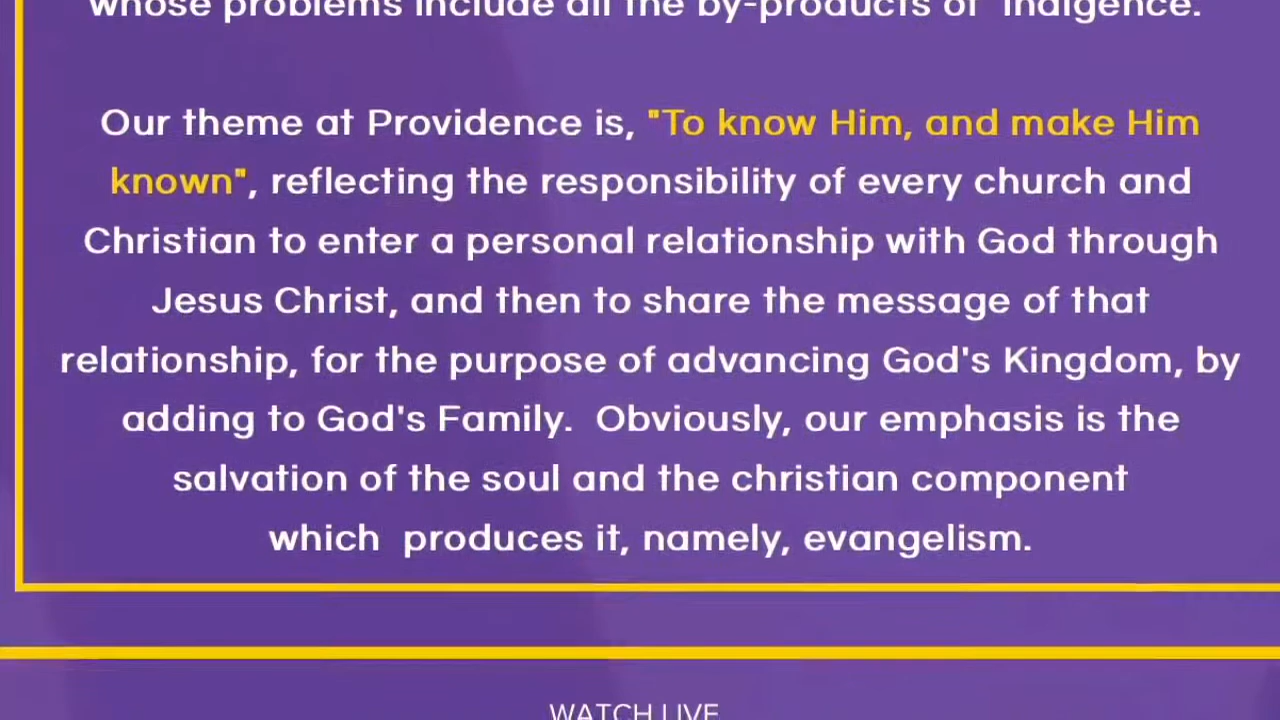 whose problems include all the by-products of  indigence.
Our theme at Providence is, "To know Him, and make Him
known", reflecting the responsibility of every church and
Christian to enter a personal relationship with God through
Jesus Christ, and then to share the message of that
relationship, for the purpose of advancing God's Kingdom, by
adding to God's Family.  Obviously, our emphasis is the
salvation of the soul and the christian component
which  produces it, namely, evangelism.
WATCH LIVE